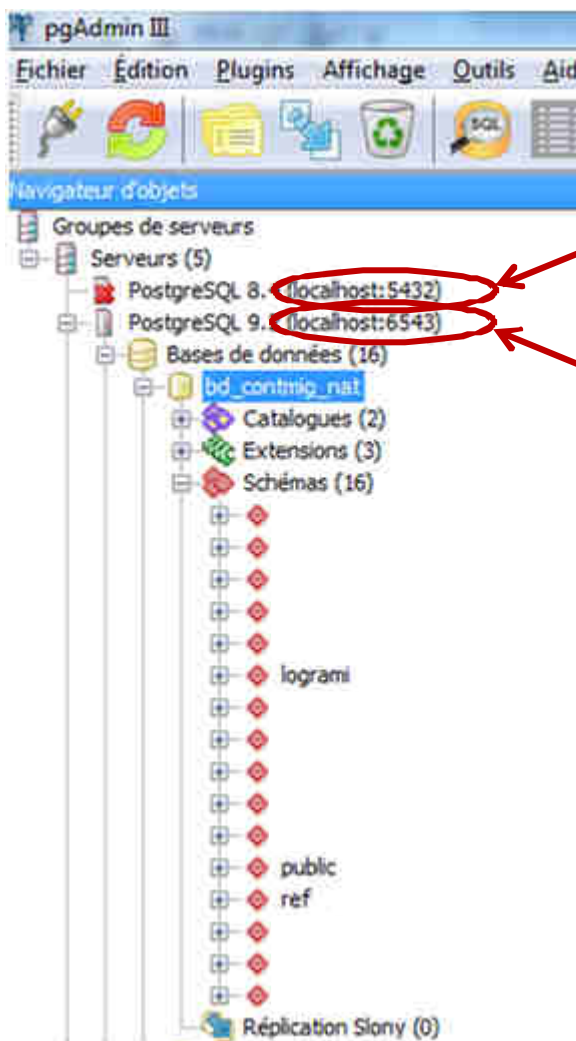 pgAdmin III
Fichier Édition Plugins Affichage Outils Aid
SQL
Navigateur d'objets
Groupes de serveurs
Serveurs (5)
PostgreSQL 8. (localhost:5432)
PostgreSQL 9. (localhost:6543)
Bases de données (16)
bd_contmig_nat
Catalogues (2)
Extensions (3)
Schémas (16)
logrami
public
ref
Réplication Slony (0)